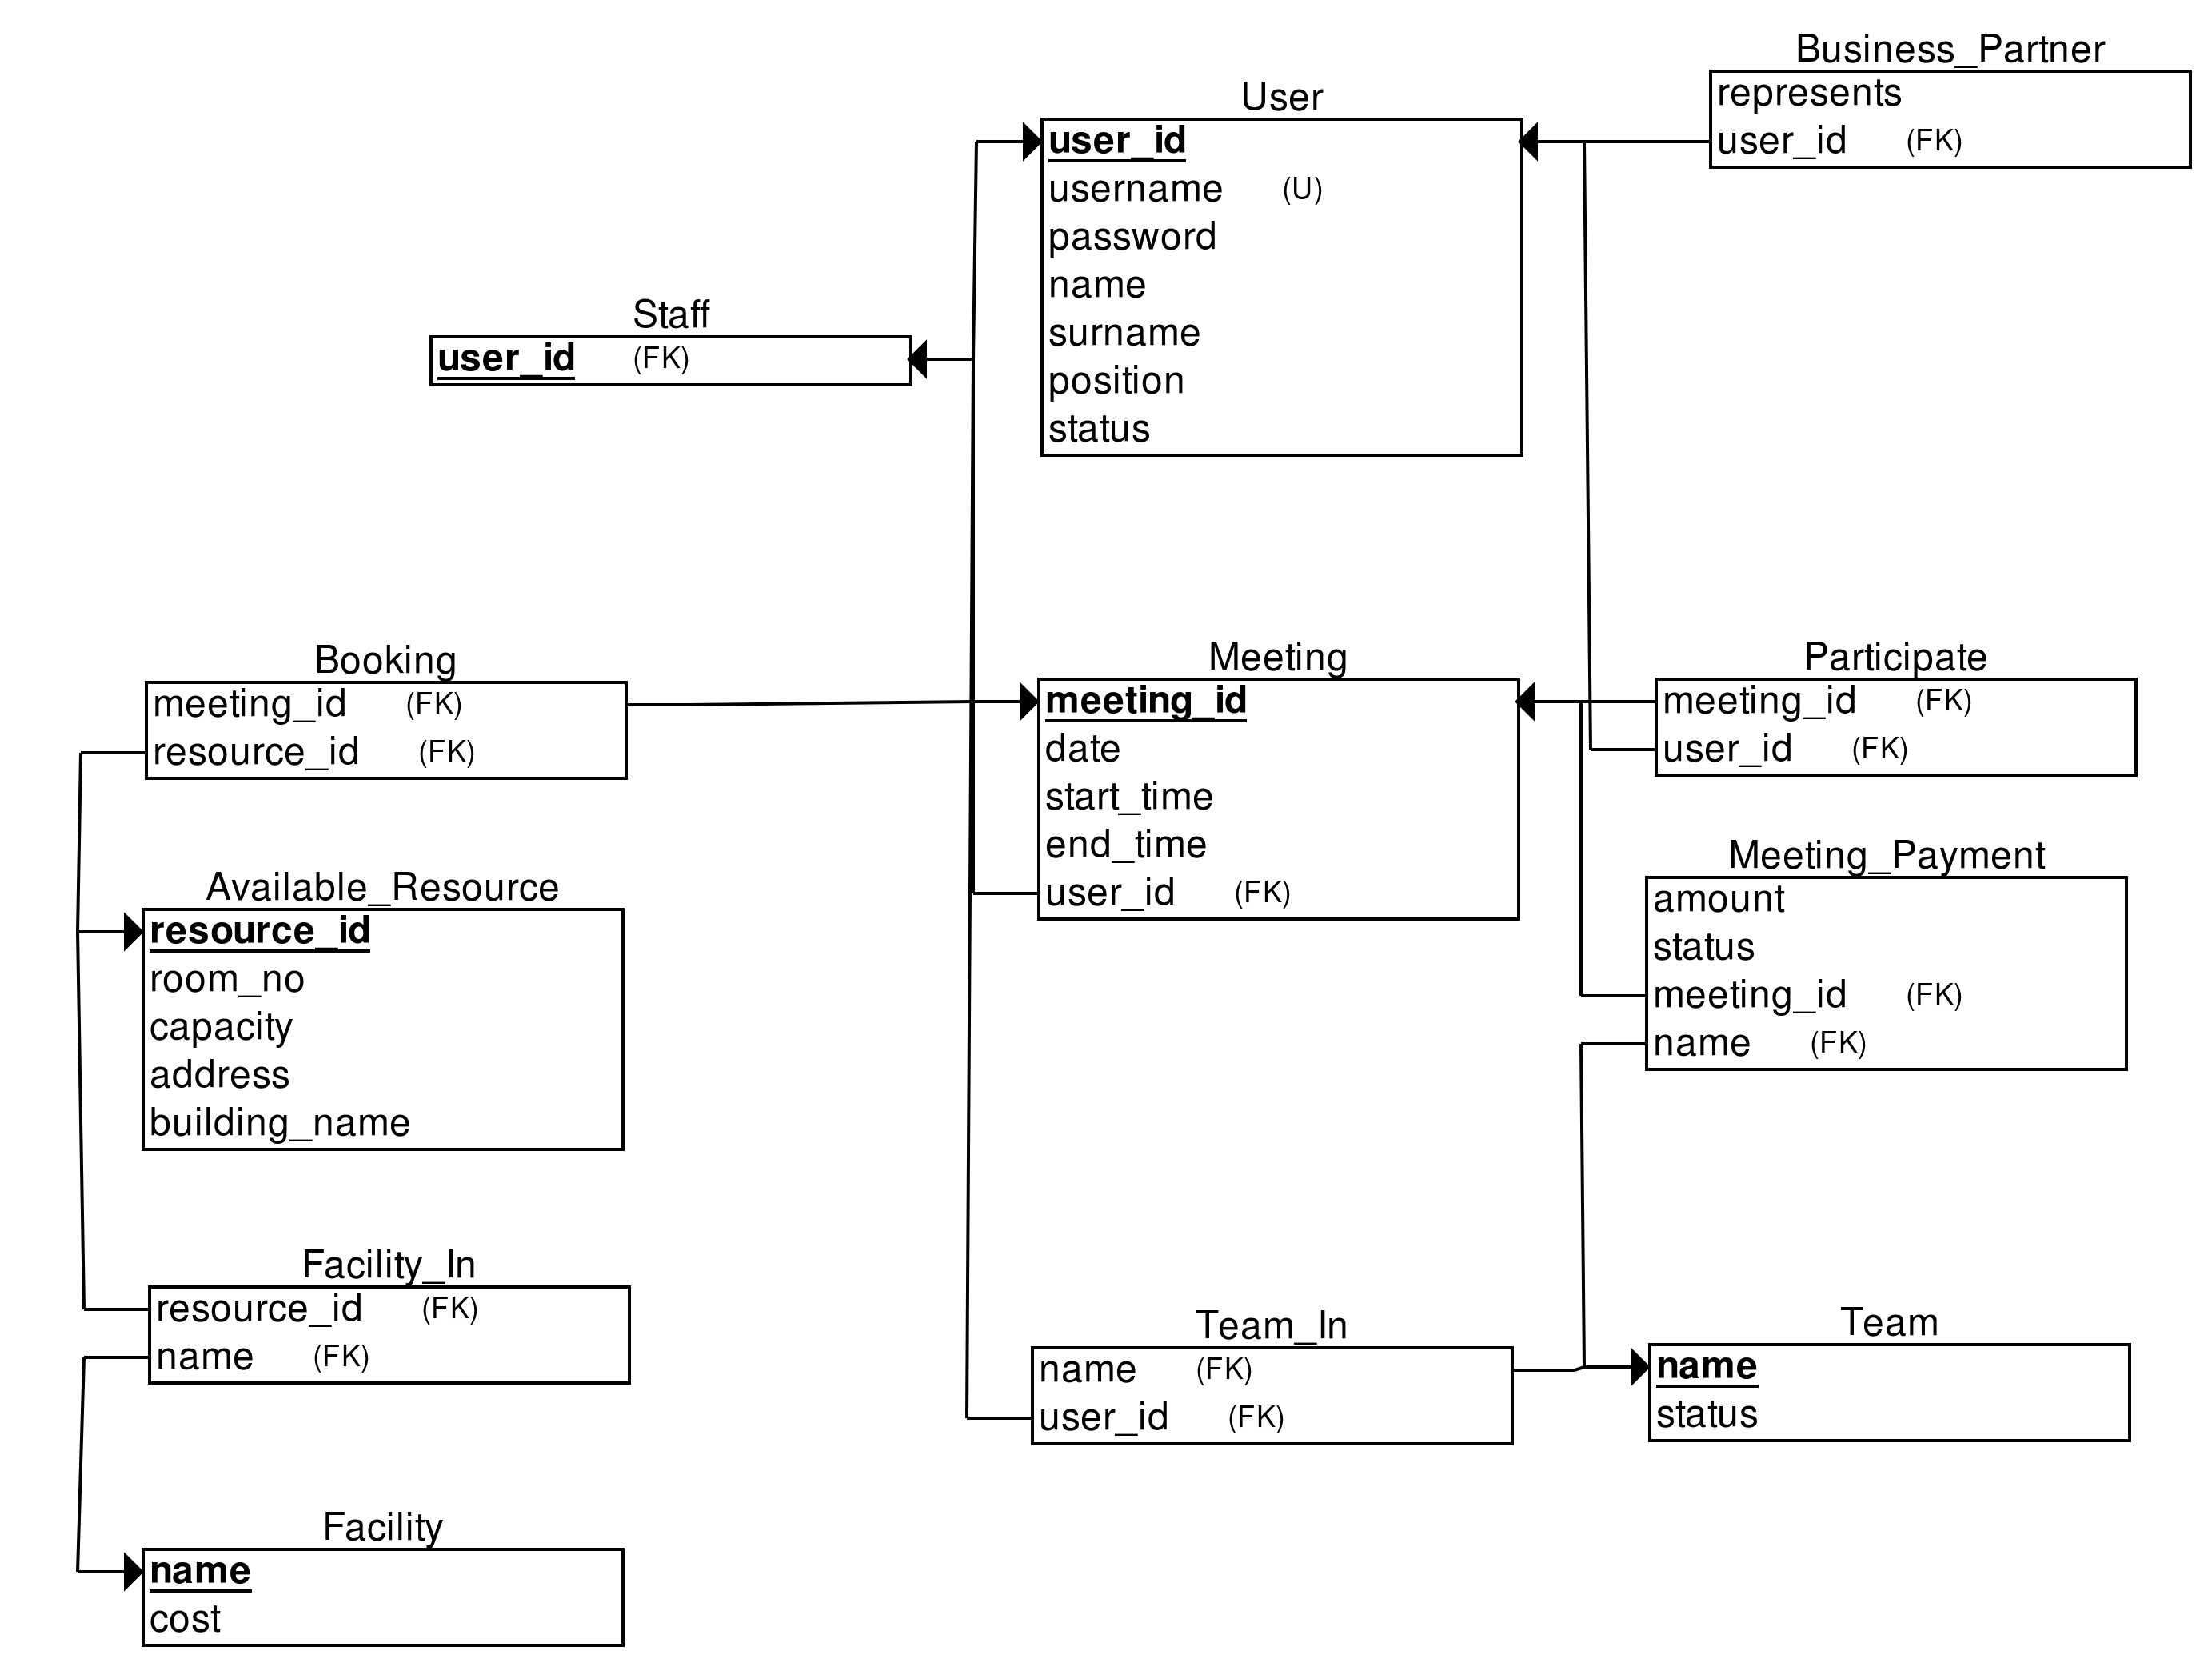 Business_Partner
represents
user_id (FK)
User
user_id
username (U)
password
name
surname
position
status
Staff
user_id (FK)
Booking
meeting_id (FK)
resource_id (FK)
Meeting
meeting_id
date
start_time
end_time
user_id (FK)
Participate
meeting_id (FK)
user_id (FK)
Meeting_Payment
amount
status
meeting_id (FK)
name (FK)
Available_Resource
resource_id
room_no
capacity
address
building_name
Facility_In
resource_id (FK)
name (FK)
Team_In
name (FK)
user_id (FK)
Team
name
status
Facility
name
cost